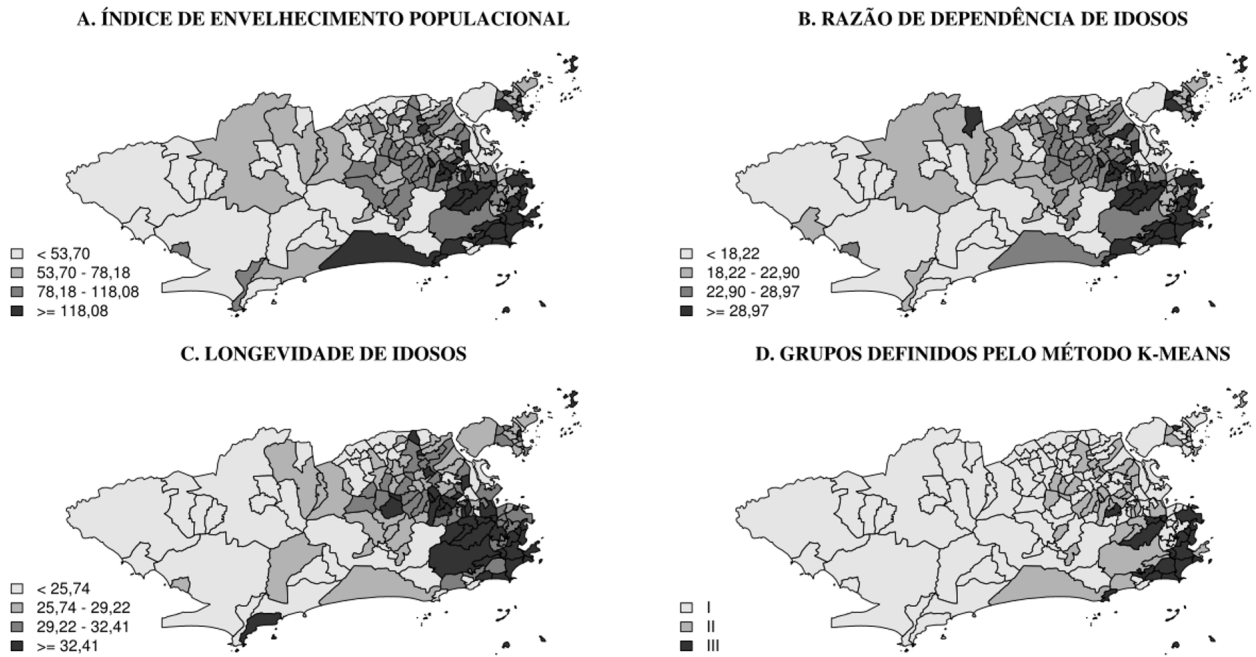 A. ÍNDICE DE ENVELHECIMENTO POPULACIONAL
< 53,70
53,70 - 78,18
78,18 - 118,08
>= 118,08
B. RAZÃO DE DEPENDÊNCIA DE IDOSOS
< 18,22
18,22 - 22,90
22,90 - 28,97
>= 28,97
C. LONGEVIDADE DE IDOSOS
< 25,74
25,74 - 29,22
29,22 - 32,41
>= 32,41
D. GRUPOS DEFINIDOS PELO MÉTODO K-MEANS
I
II
III